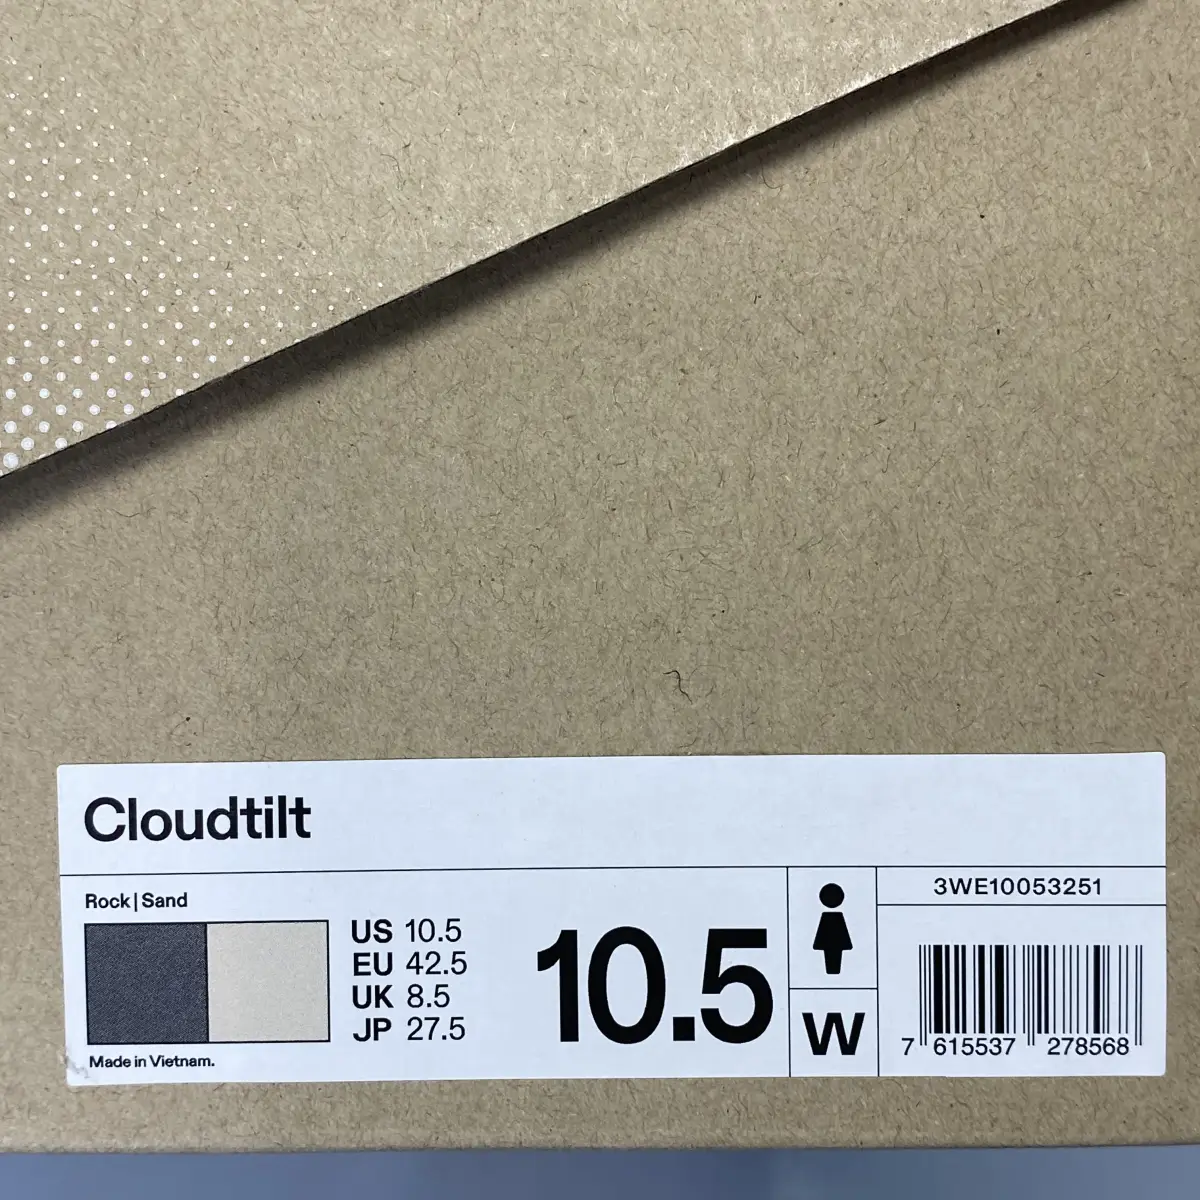 Cloudtilt
Rock|Sand
US 10.5
EU 42.5
UK 8.5
JP 27.5
Made in Vietnam.
10.5
W
3WE10053251
7 615537 278568